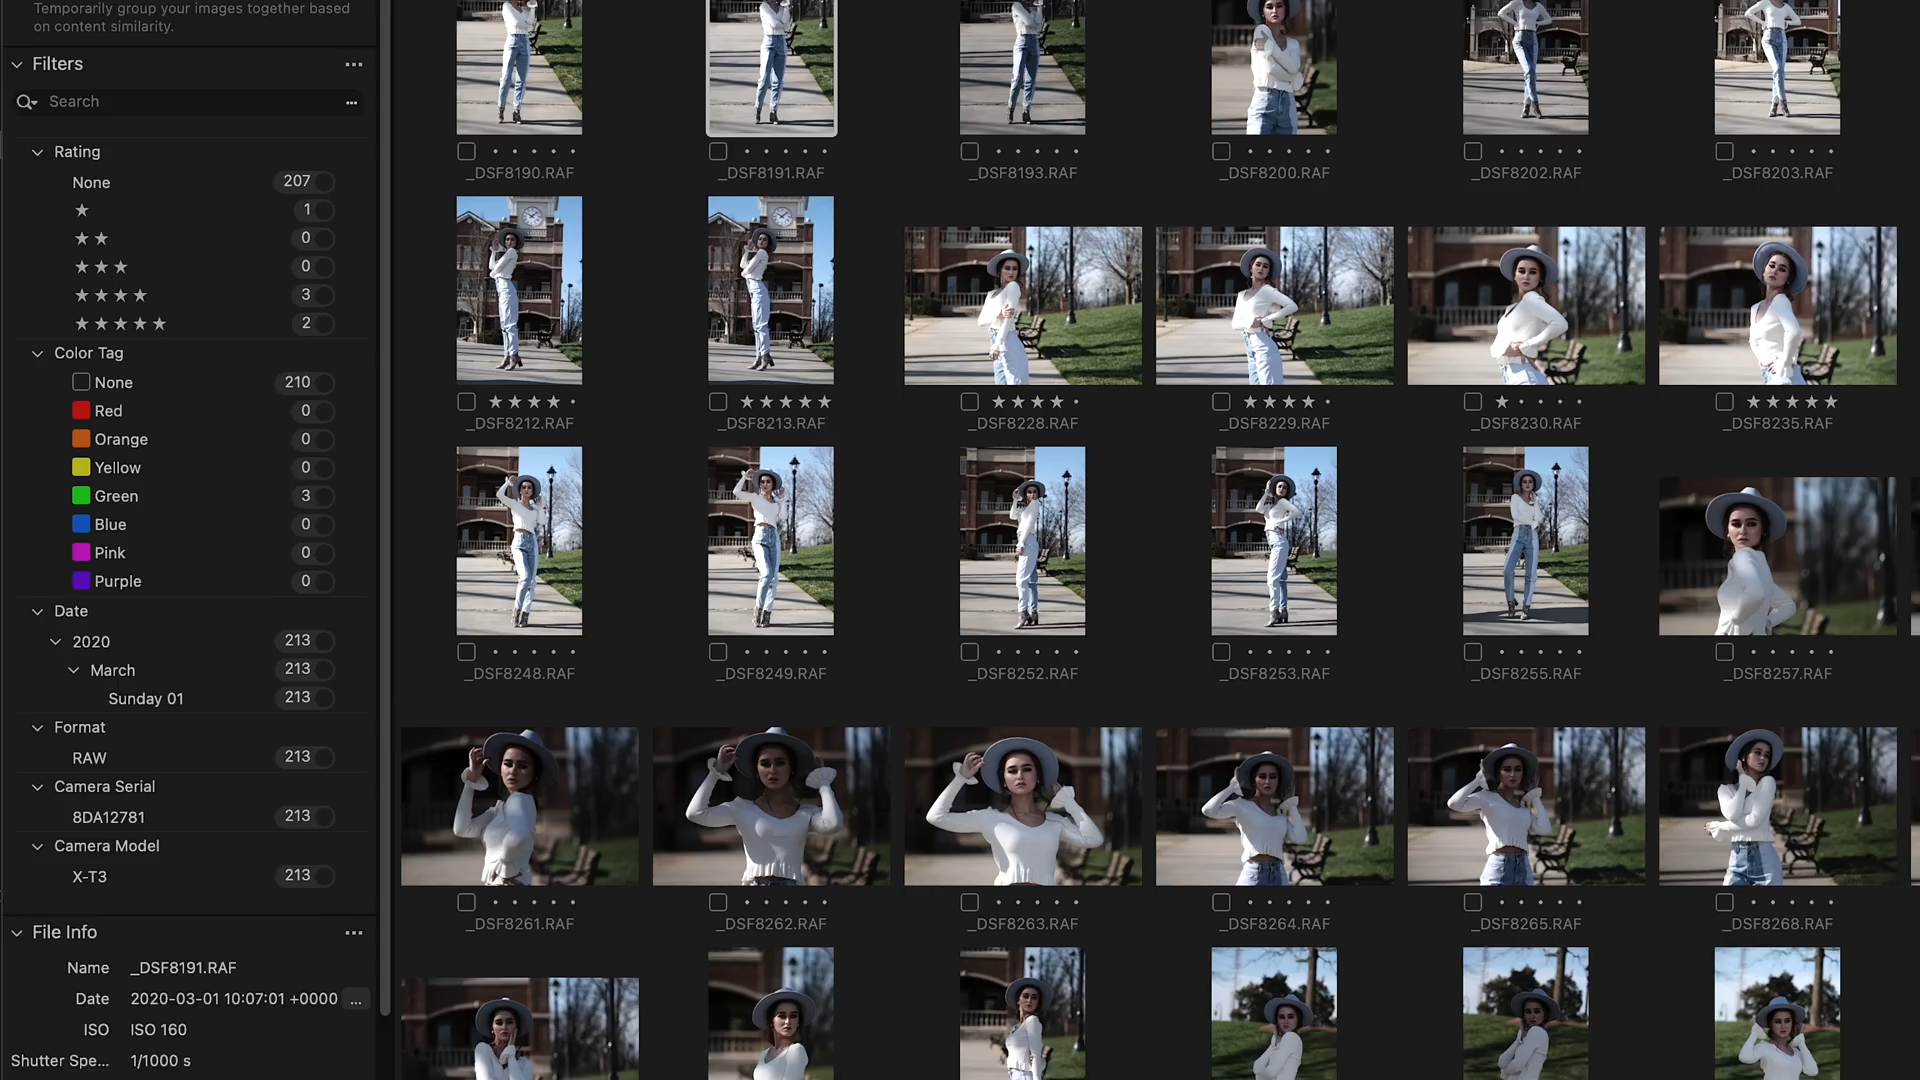 Temporarily group your images together based
on content similarity.
Filters
Search
Rating
None 207
1
0
0
3
2
Color Tag
None 210
Red 0
Orange 0
Yellow 0
Green 3
Blue 0
Pink 0
Purple 0
Date
2020 213
March 213
Sunday 01 213
Format
RAW 213
Camera Serial
8DA12781 213
Camera Model
X-T3 213
File Info
Name _DSF8191.RAF
Date 2020-03-01 10:07:01 +0000 ...
ISO ISO 160
Shutter Spe... 1/1000 s
_DSF8190.RAF _DSF8191.RAF _DSF8193.RAF _DSF8200.RAF _DSF8202.RAF _DSF8203.RAF
_DSF8212.RAF _DSF8213.RAF _DSF8228.RAF _DSF8229.RAF _DSF8230.RAF _DSF8235.RAF
_DSF8248.RAF _DSF8249.RAF _DSF8252.RAF _DSF8253.RAF _DSF8255.RAF _DSF8257.RAF
_DSF8261.RAF _DSF8262.RAF _DSF8263.RAF _DSF8264.RAF _DSF8265.RAF _DSF8268.RAF